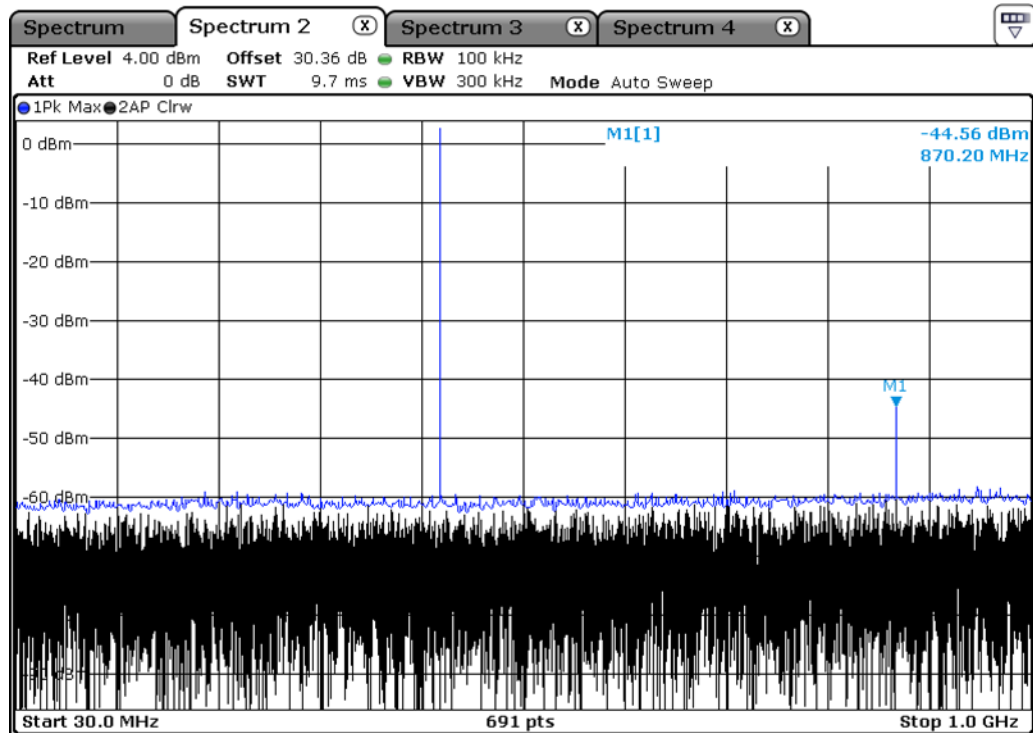 Spectrum Spectrum 2 X Spectrum 3 X Spectrum 4 X
Ref Level 4.00 dBm Offset 30.36 dB RBW 100 kHz
Att 0 dB SWT 9.7 ms VBW 300 kHz Mode Auto Sweep
1Pk Max 2AP Clrw
M1[1] -44.56 dBm
870.20 MHz
0 dBm
-10 dBm
-20 dBm
-30 dBm
-40 dBm
M1
-50 dBm
-60 dBm
Start 30.0 MHz 691 pts Stop 1.0 GHz